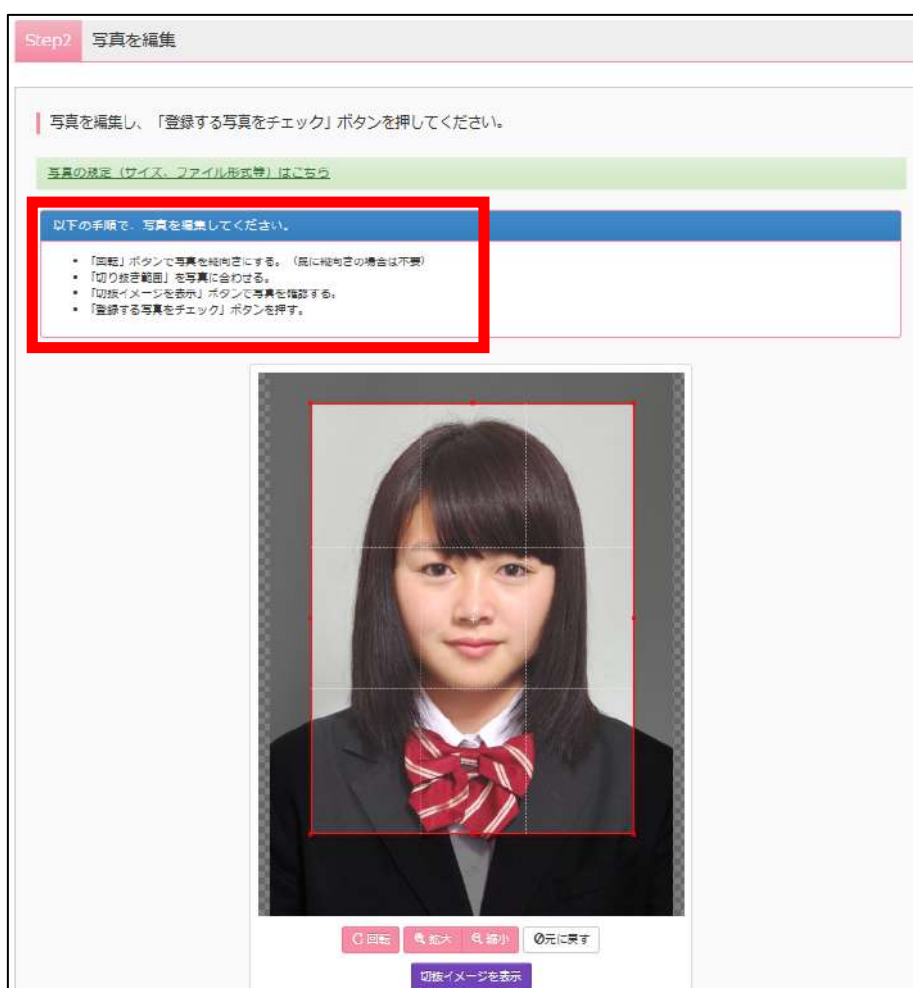 Step2 写真を編集
写真を編集し、「登録する写真をチェック」ボタンを押してください。
写真の規定（サイズ、ファイル形式等）はこちら
以下の手順で、写真を編集してください。
• 「回転」ボタンで写真を縦向きにする。（既に縦向きの場合は不要）
• 「切り抜き範囲」を写真に合わせる。
• 「切抜イメージを表示」ボタンで写真を確認する。
• 「登録する写真をチェック」ボタンを押す。
回転 拡大 縮小 元に戻す
切抜イメージを表示